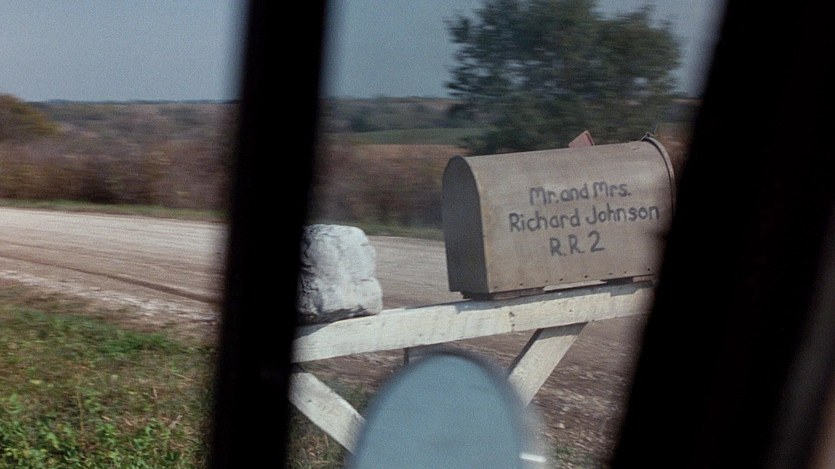 Mr. and Mrs.
Richard Johnson
R.R. 2